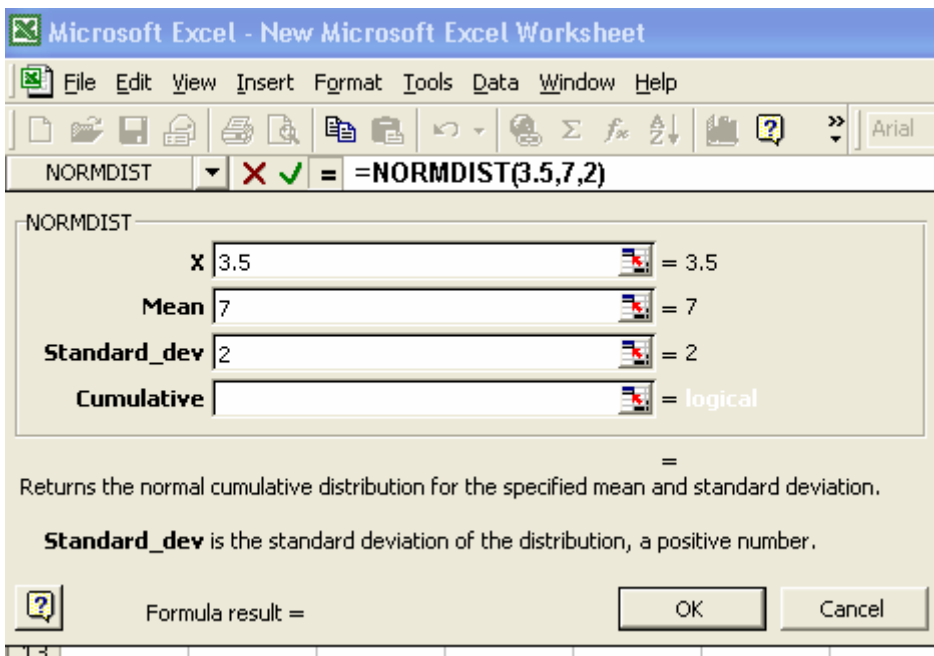 Microsoft Excel - New Microsoft Excel Worksheet
File Edit View Insert Format Tools Data Window Help
Arial
NORMDIST = =NORMDIST(3.5,7,2)
NORMDIST
X 3.5 = 3.5
Mean 7 = 7
Standard_dev 2 = 2
Cumulative = logical
=
Returns the normal cumulative distribution for the specified mean and standard deviation.
Standard_dev is the standard deviation of the distribution, a positive number.
Formula result = OK Cancel
13